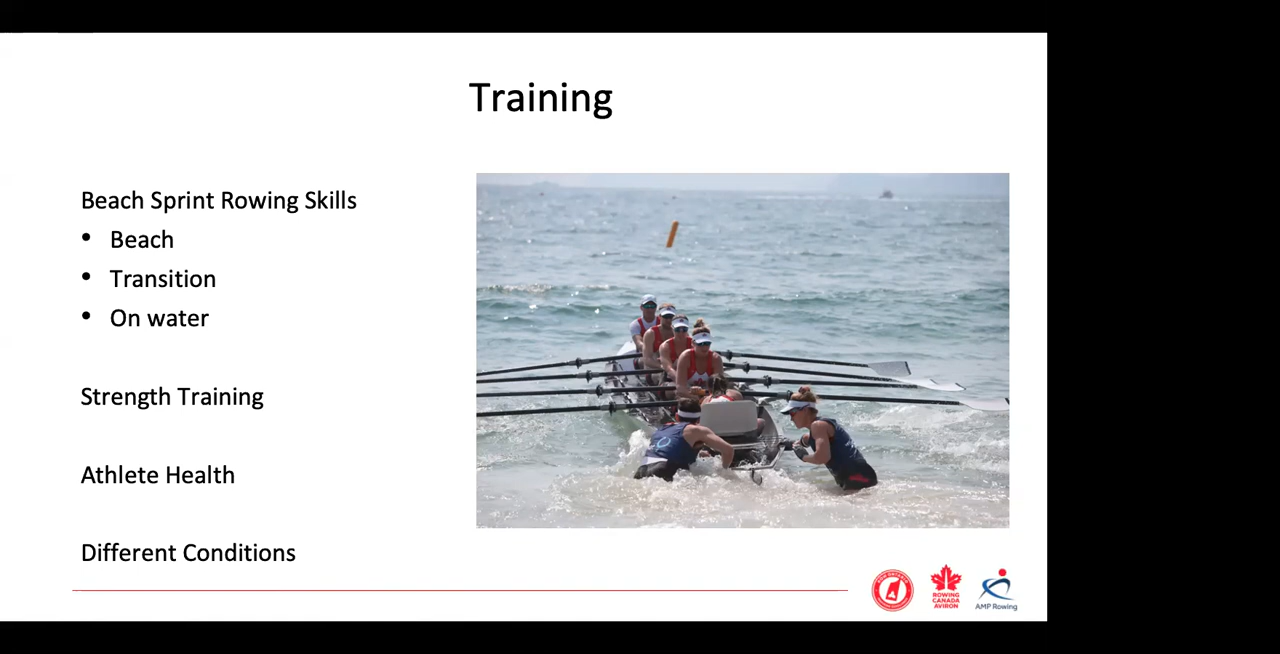 Training
Beach Sprint Rowing Skills
• Beach
• Transition
• On water
Strength Training
Athlete Health
Different Conditions
ROWING
CANADA
AVIRON
AMP Rowing